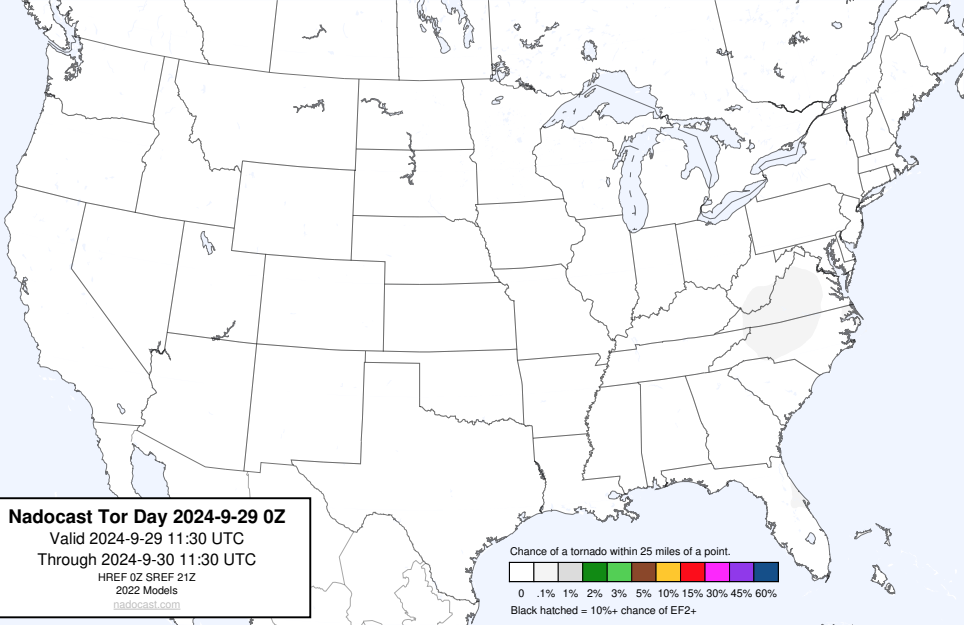 Nadocast Tor Day 2024-9-29 0Z
Valid 2024-9-29 11:30 UTC
Through 2024-9-30 11:30 UTC
HREF 0Z SREF 21Z
2022 Models
nadocast.com
Chance of a tornado within 25 miles of a point.
0 .1% 1% 2% 3% 5% 10% 15% 30% 45% 60%
Black hatched = 10%+ chance of EF2+